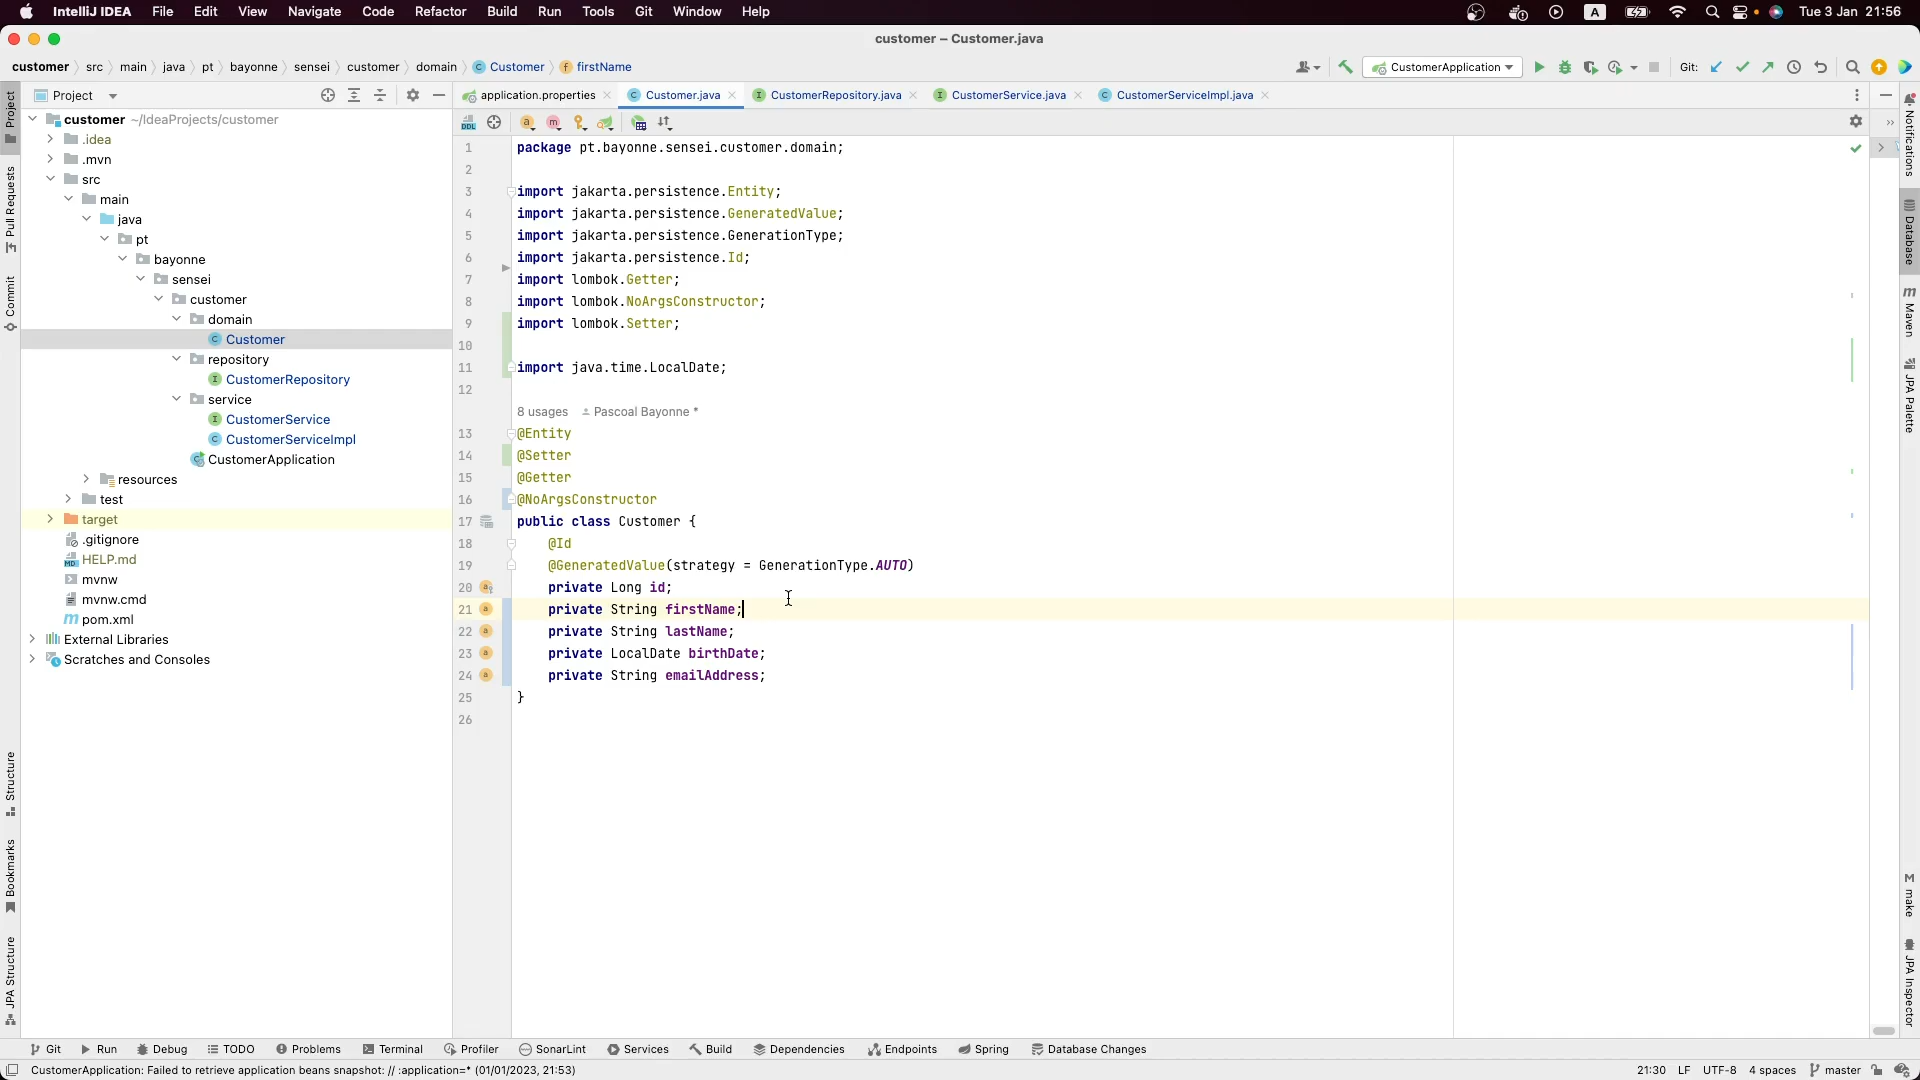 IntelliJ IDEA File Edit View Navigate Code Refactor Build Run Tools Git Window Help A Tue 3 Jan 21:56
customer – Customer.java
customer src main java pt bayonne sensei customer domain Customer firstName CustomerApplication Git:
Project application.properties Customer.java CustomerRepository.java CustomerService.java CustomerServiceImpl.java
customer ~/IdeaProjects/customer
.idea
.mvn
src
main
java
pt
bayonne
sensei
customer
domain
Customer
repository
CustomerRepository
service
CustomerService
CustomerServiceImpl
CustomerApplication
resources
test
target
.gitignore
HELP.md
mvnw
mvnw.cmd
pom.xml
External Libraries
Scratches and Consoles
1 package pt.bayonne.sensei.customer.domain;
2
3 import jakarta.persistence.Entity;
4 import jakarta.persistence.GeneratedValue;
5 import jakarta.persistence.GenerationType;
6 import jakarta.persistence.Id;
7 import lombok.Getter;
8 import lombok.NoArgsConstructor;
9 import lombok.Setter;
10
11 import java.time.LocalDate;
12
8 usages Pascoal Bayonne *
13 @Entity
14 @Setter
15 @Getter
16 @NoArgsConstructor
17 public class Customer {
18 @Id
19 @GeneratedValue(strategy = GenerationType.AUTO)
20 private Long id;
21 private String firstName;
22 private String lastName;
23 private LocalDate birthDate;
24 private String emailAddress;
25 }
26
Project
Pull Requests
Commit
Structure
Bookmarks
JPA Structure
Notifications
Database
Maven
JPA Palette
make
JPA Inspector
Git Run Debug TODO Problems Terminal Profiler SonarLint Services Build Dependencies Endpoints Spring Database Changes
CustomerApplication: Failed to retrieve application beans snapshot: // :application=* (01/01/2023, 21:53) 21:30 LF UTF-8 4 spaces master